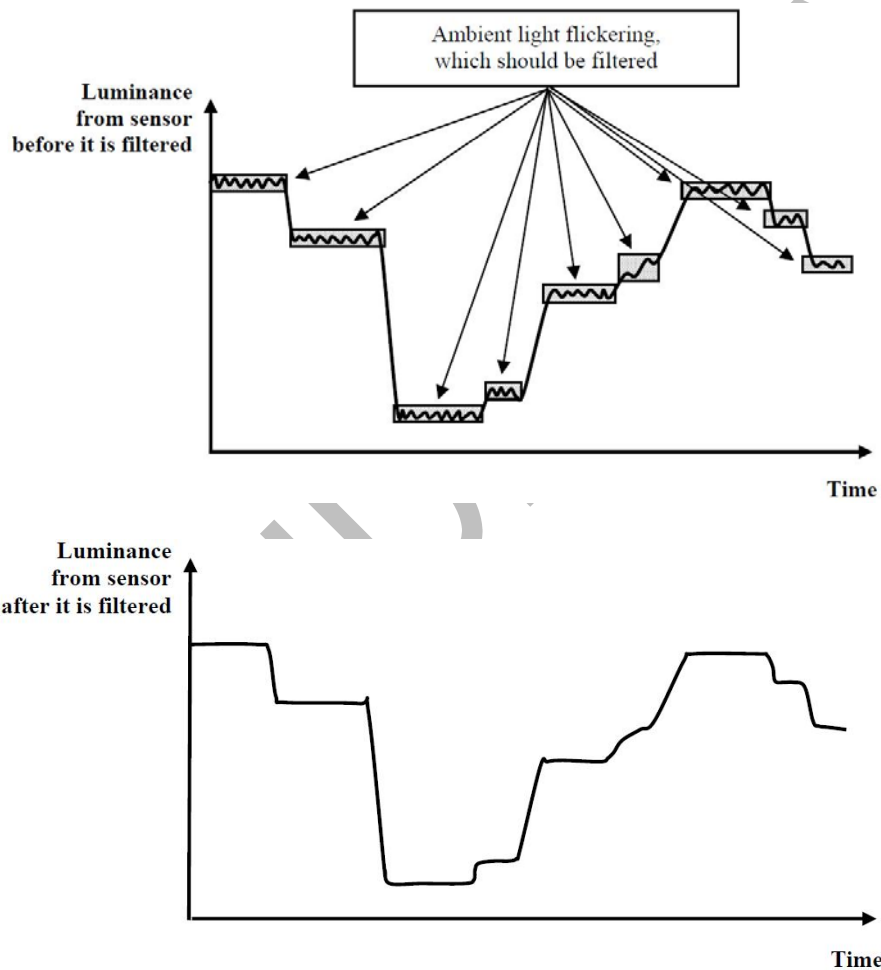 Ambient light flickering,
which should be filtered
Luminance
from sensor
before it is filtered
Time
Luminance
from sensor
after it is filtered
Time